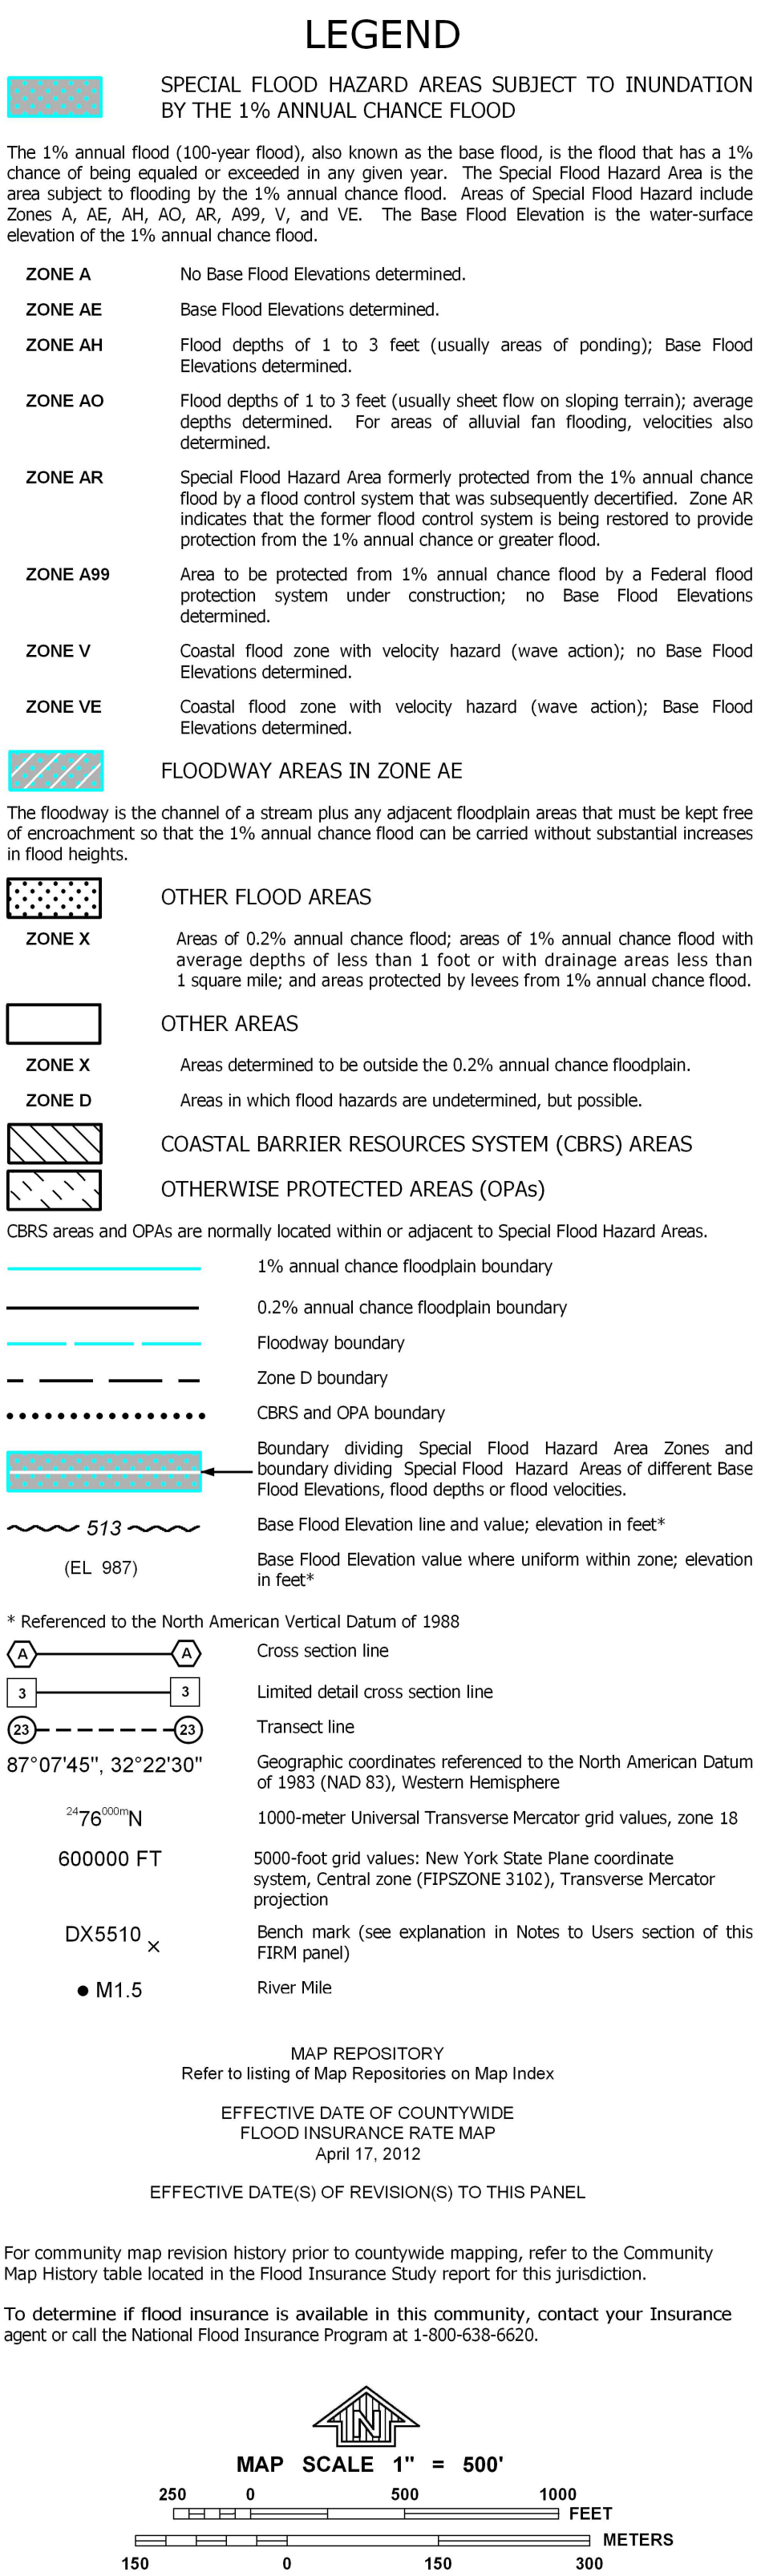 LEGEND
SPECIAL FLOOD HAZARD AREAS SUBJECT TO INUNDATION
BY THE 1% ANNUAL CHANCE FLOOD
The 1% annual flood (100-year flood), also known as the base flood, is the flood that has a 1%
chance of being equaled or exceeded in any given year. The Special Flood Hazard Area is the
area subject to flooding by the 1% annual chance flood. Areas of Special Flood Hazard include
Zones A, AE, AH, AO, AR, A99, V, and VE. The Base Flood Elevation is the water-surface
elevation of the 1% annual chance flood.
ZONE A No Base Flood Elevations determined.
ZONE AE Base Flood Elevations determined.
ZONE AH Flood depths of 1 to 3 feet (usually areas of ponding); Base Flood
Elevations determined.
ZONE AO Flood depths of 1 to 3 feet (usually sheet flow on sloping terrain); average
depths determined. For areas of alluvial fan flooding, velocities also
determined.
ZONE AR Special Flood Hazard Area formerly protected from the 1% annual chance
flood by a flood control system that was subsequently decertified. Zone AR
indicates that the former flood control system is being restored to provide
protection from the 1% annual chance or greater flood.
ZONE A99 Area to be protected from 1% annual chance flood by a Federal flood
protection system under construction; no Base Flood Elevations
determined.
ZONE V Coastal flood zone with velocity hazard (wave action); no Base Flood
Elevations determined.
ZONE VE Coastal flood zone with velocity hazard (wave action); Base Flood
Elevations determined.
FLOODWAY AREAS IN ZONE AE
The floodway is the channel of a stream plus any adjacent floodplain areas that must be kept free
of encroachment so that the 1% annual chance flood can be carried without substantial increases
in flood heights.
OTHER FLOOD AREAS
ZONE X Areas of 0.2% annual chance flood; areas of 1% annual chance flood with
average depths of less than 1 foot or with drainage areas less than
1 square mile; and areas protected by levees from 1% annual chance flood.
OTHER AREAS
ZONE X Areas determined to be outside the 0.2% annual chance floodplain.
ZONE D Areas in which flood hazards are undetermined, but possible.
COASTAL BARRIER RESOURCES SYSTEM (CBRS) AREAS
OTHERWISE PROTECTED AREAS (OPAs)
CBRS areas and OPAs are normally located within or adjacent to Special Flood Hazard Areas.
1% annual chance floodplain boundary
0.2% annual chance floodplain boundary
Floodway boundary
Zone D boundary
CBRS and OPA boundary
Boundary dividing Special Flood Hazard Area Zones and
boundary dividing Special Flood Hazard Areas of different Base
Flood Elevations, flood depths or flood velocities.
513 Base Flood Elevation line and value; elevation in feet*
(EL 987) Base Flood Elevation value where uniform within zone; elevation
in feet*
* Referenced to the North American Vertical Datum of 1988
A A Cross section line
3 3 Limited detail cross section line
23 23 Transect line
87°07'45", 32°22'30" Geographic coordinates referenced to the North American Datum
of 1983 (NAD 83), Western Hemisphere
2476000mN 1000-meter Universal Transverse Mercator grid values, zone 18
600000 FT 5000-foot grid values: New York State Plane coordinate
system, Central zone (FIPSZONE 3102), Transverse Mercator
projection
DX5510 × Bench mark (see explanation in Notes to Users section of this
FIRM panel)
● M1.5 River Mile
MAP REPOSITORY
Refer to listing of Map Repositories on Map Index
EFFECTIVE DATE OF COUNTYWIDE
FLOOD INSURANCE RATE MAP
April 17, 2012
EFFECTIVE DATE(S) OF REVISION(S) TO THIS PANEL
For community map revision history prior to countywide mapping, refer to the Community
Map History table located in the Flood Insurance Study report for this jurisdiction.
To determine if flood insurance is available in this community, contact your Insurance
agent or call the National Flood Insurance Program at 1-800-638-6620.
N
MAP SCALE 1" = 500'
250 0 500 1000
FEET
METERS
150 0 150 300